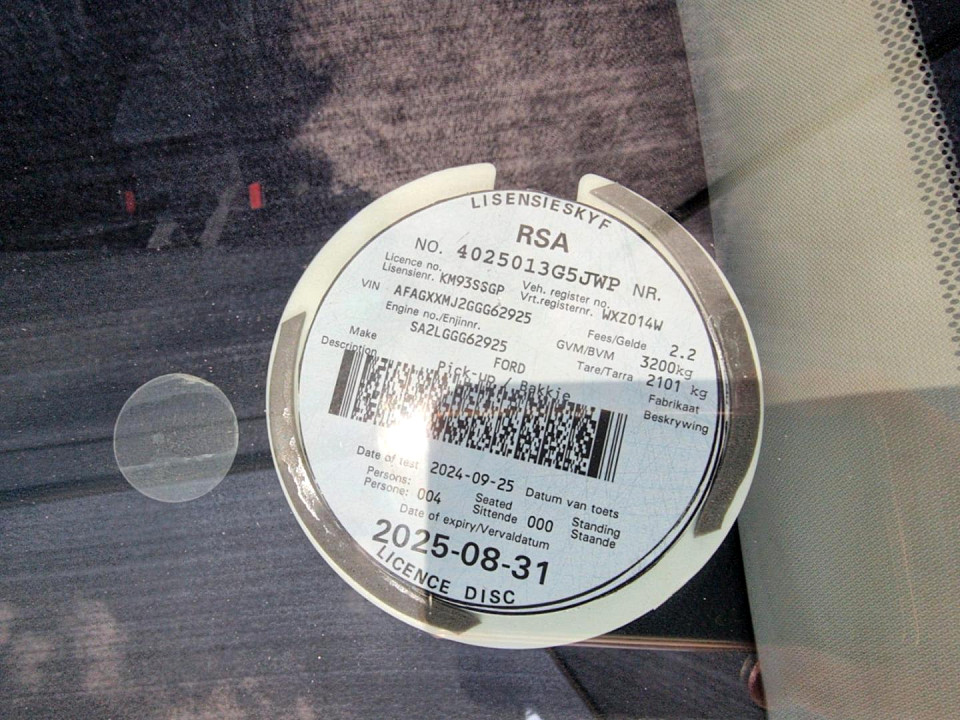 LISENSIESKYF
RSA
NO. 4025013G5JWP NR.
Licence no. Veh. register no.
Lisensienr. KM93SSGP Vrt.registernr. WXZ014W
VIN AFAGXXMJ2GGG62925 Fees/Gelde 2.2
Engine no./Enjinnr. GVM/BVM 3200kg
SA2LGGG62925 Tare/Tarra 2101 kg
Make FORD Fabrikaat
Description Pick-UP / Bakkie Beskrywing
Date of test 2024-09-25 Datum van toets
Persons: Seated Standing
Persone: 004 Sittende 000 Staande
Date of expiry/Vervaldatum
2025-08-31
LICENCE DISC